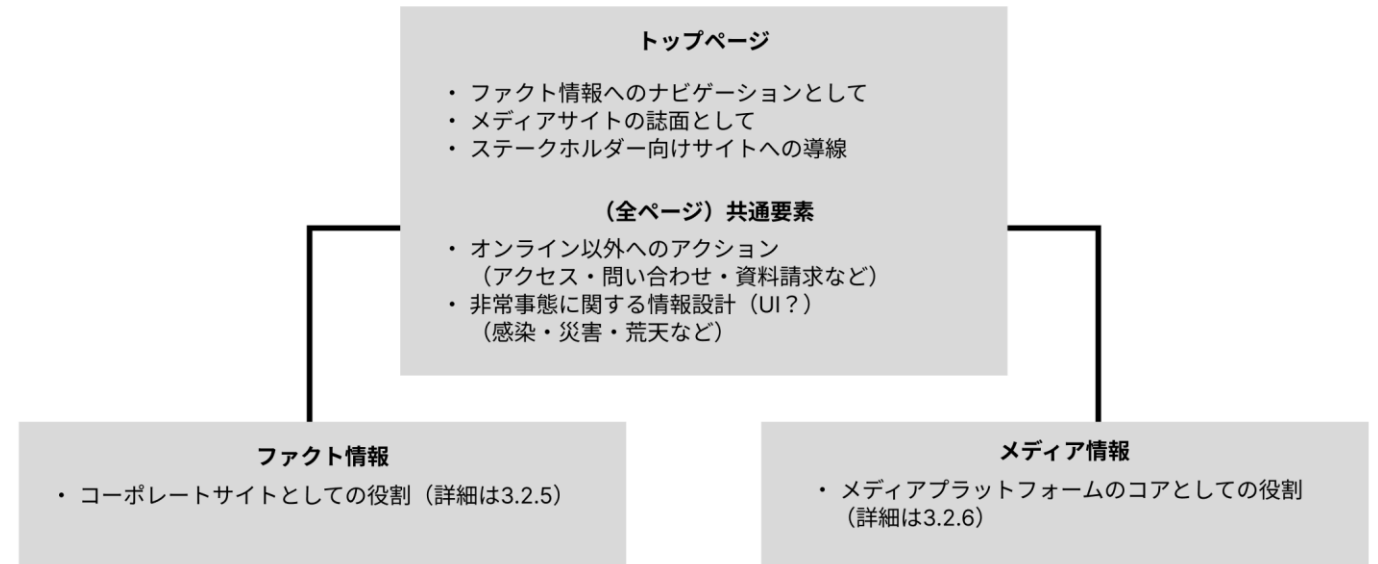 トップページ
・ ファクト情報へのナビゲーションとして
・ メディアサイトの誌面として
・ ステークホルダー向けサイトへの導線
（全ページ）共通要素
・ オンライン以外へのアクション
（アクセス・問い合わせ・資料請求など）
・ 非常事態に関する情報設計（UI？）
（感染・災害・荒天など）
ファクト情報
・ コーポレートサイトとしての役割（詳細は3.2.5）
メディア情報
・ メディアプラットフォームのコアとしての役割
（詳細は3.2.6）